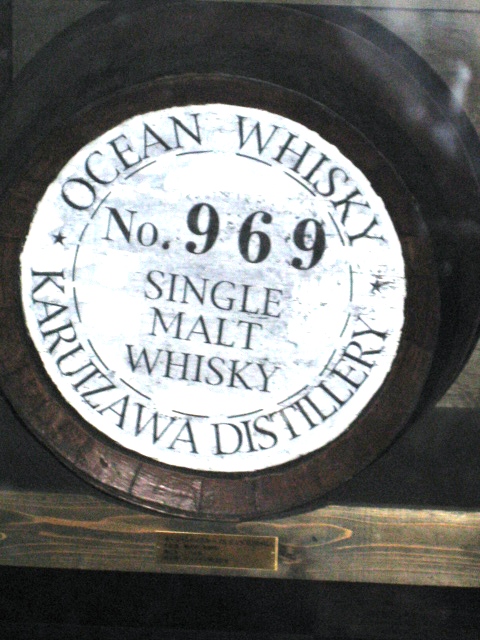 OCEAN WHISKY
No. 969
SINGLE
MALT
WHISKY
KARUIZAWA DISTILLERY